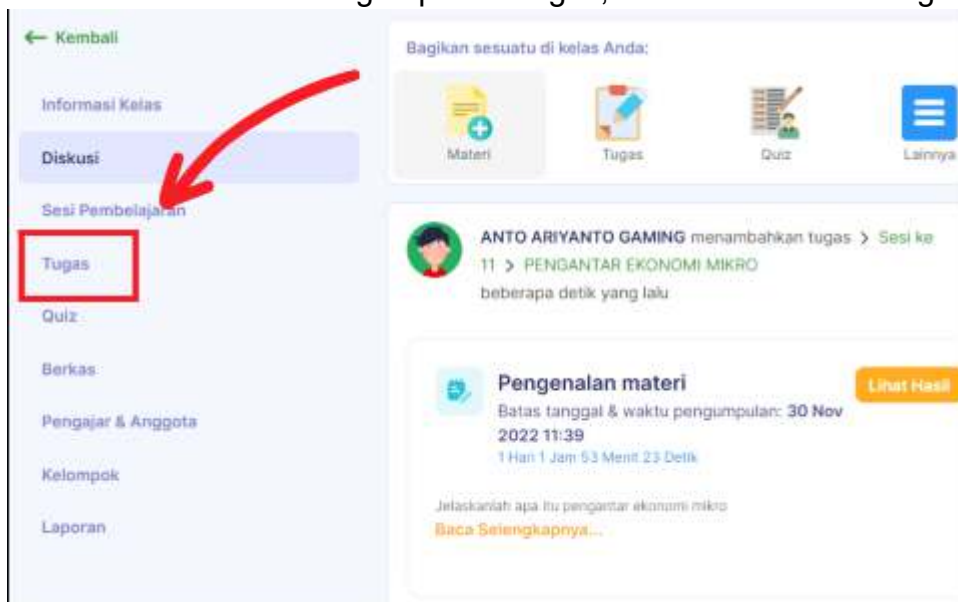 ← Kembali
Informasi Kelas
Diskusi
Sesi Pembelajaran
Tugas
Quiz
Berkas
Pengajar & Anggota
Kelompok
Laporan
Bagikan sesuatu di kelas Anda:
Materi
Tugas
Quiz
Lainnya
ANTO ARIYANTO GAMING menambahkan tugas > Sesi ke
11 > PENGANTAR EKONOMI MIKRO
beberapa detik yang lalu
Pengenalan materi
Lihat Hasil
Batas tanggal & waktu pengumpulan: 30 Nov
2022 11:39
1 Hari 1 Jam 53 Menit 23 Detik
Jelaskanlah apa itu pengantar ekonomi mikro
Baca Selengkapnya...